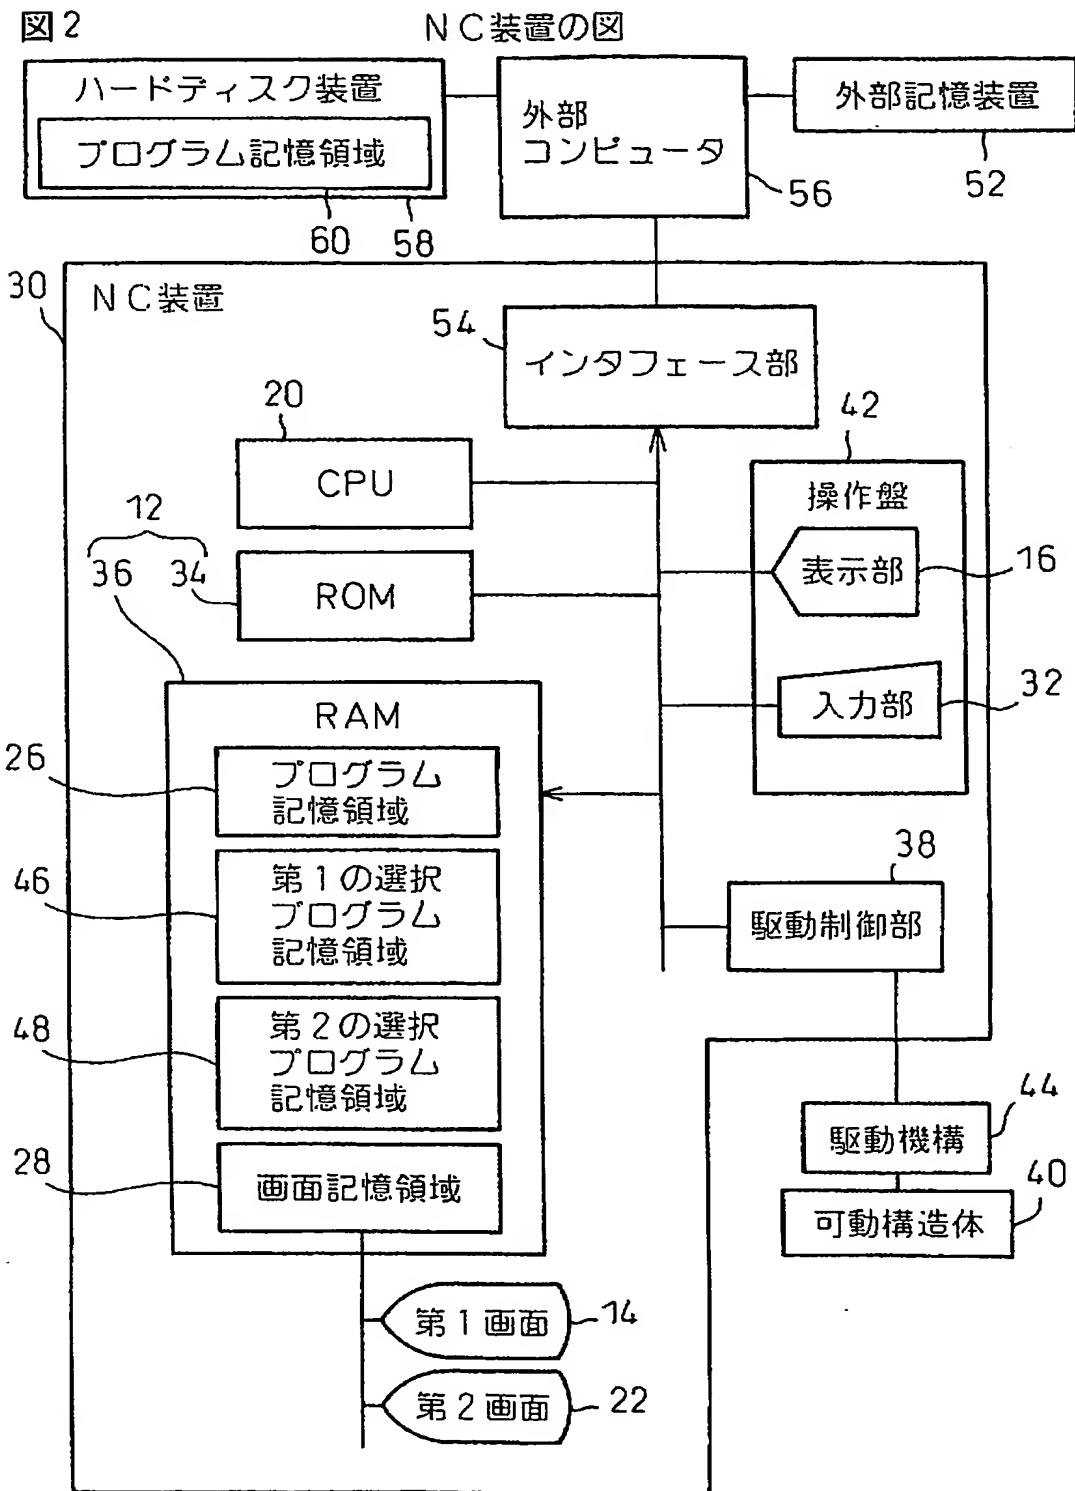 図2
NC装置の図
ハードディスク装置
プログラム記憶領域
60
58
外部
コンピュータ
56
外部記憶装置
52
30
NC装置
54
インタフェース部
20
CPU
12
36
34
ROM
42
操作盤
表示部
16
入力部
32
RAM
26
プログラム
記憶領域
46
第1の選択
プログラム
記憶領域
48
第2の選択
プログラム
記憶領域
28
画面記憶領域
38
駆動制御部
駆動機構
44
可動構造体
40
第1画面
14
第2画面
22